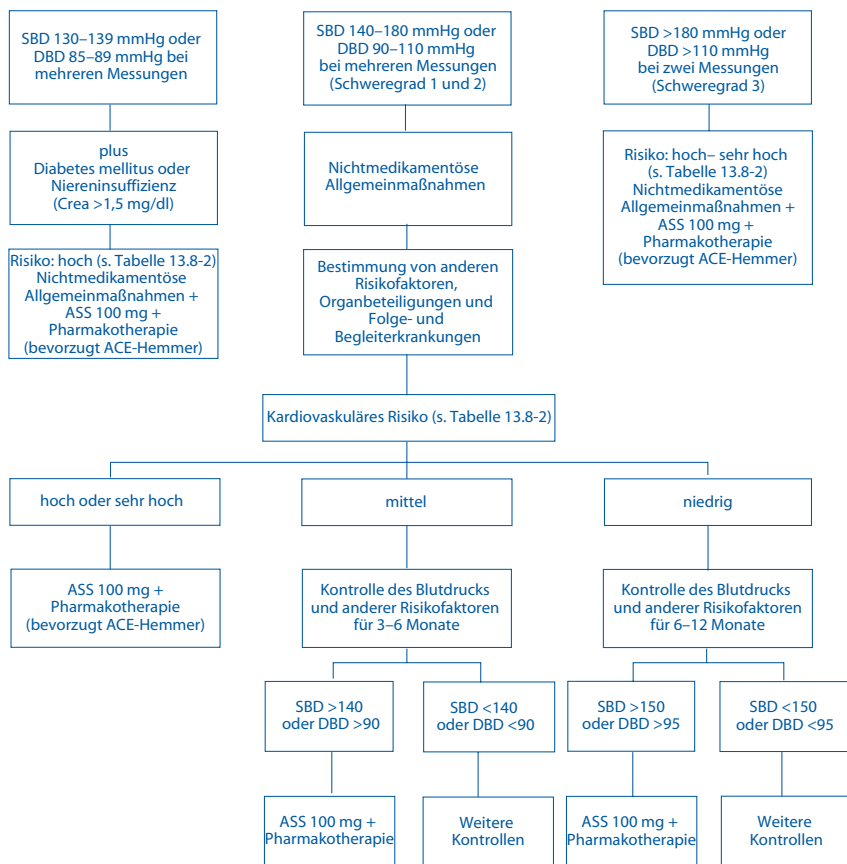 SBD 130–139 mmHg oder
DBD 85–89 mmHg bei
mehreren Messungen
plus
Diabetes mellitus oder
Niereninsuffizienz
(Crea >1,5 mg/dl)
Risiko: hoch (s. Tabelle 13.8-2)
Nichtmedikamentöse
Allgemeinmaßnahmen +
ASS 100 mg +
Pharmakotherapie
(bevorzugt ACE-Hemmer)
SBD 140–180 mmHg oder
DBD 90–110 mmHg
bei mehreren Messungen
(Schweregrad 1 und 2)
Nichtmedikamentöse
Allgemeinmaßnahmen
Bestimmung von anderen
Risikofaktoren,
Organbeteiligungen und
Folge- und
Begleiterkrankungen
SBD >180 mmHg oder
DBD >110 mmHg
bei zwei Messungen
(Schweregrad 3)
Risiko: hoch– sehr hoch
(s. Tabelle 13.8-2)
Nichtmedikamentöse
Allgemeinmaßnahmen +
ASS 100 mg +
Pharmakotherapie
(bevorzugt ACE-Hemmer)
Kardiovaskuläres Risiko (s. Tabelle 13.8-2)
hoch oder sehr hoch
ASS 100 mg +
Pharmakotherapie
(bevorzugt ACE-Hemmer)
mittel
Kontrolle des Blutdrucks
und anderer Risikofaktoren
für 3–6 Monate
SBD >140
oder DBD >90
ASS 100 mg +
Pharmakotherapie
SBD <140
oder DBD <90
Weitere
Kontrollen
niedrig
Kontrolle des Blutdrucks
und anderer Risikofaktoren
für 6–12 Monate
SBD >150
oder DBD >95
ASS 100 mg +
Pharmakotherapie
SBD <150
oder DBD <95
Weitere
Kontrollen